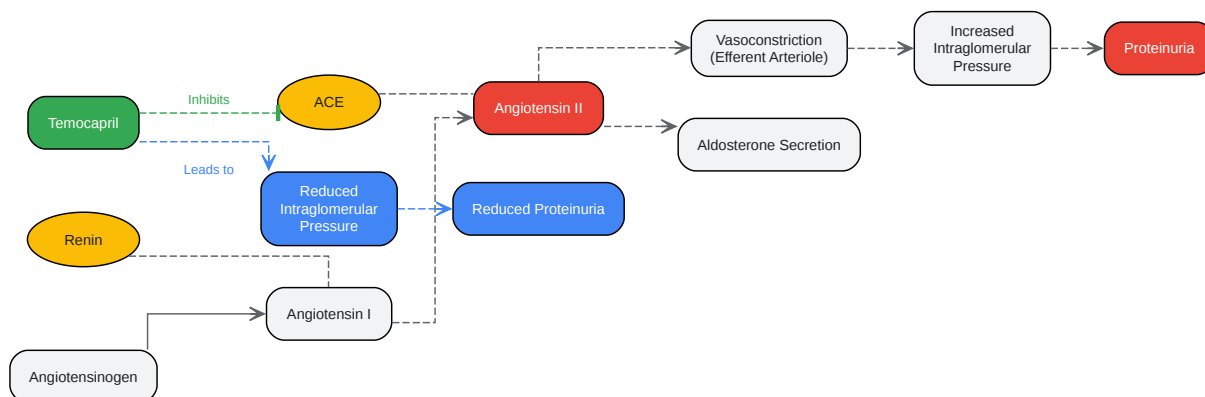 Vasoconstriction
(Efferent Arteriole)
Increased
Intraglomerular
Pressure
Proteinuria
Inhibits
ACE
Temocapril
Angiotensin II
Aldosterone Secretion
Leads to
Reduced
Intraglomerular
Pressure
Reduced Proteinuria
Renin
Angiotensin I
Angiotensinogen